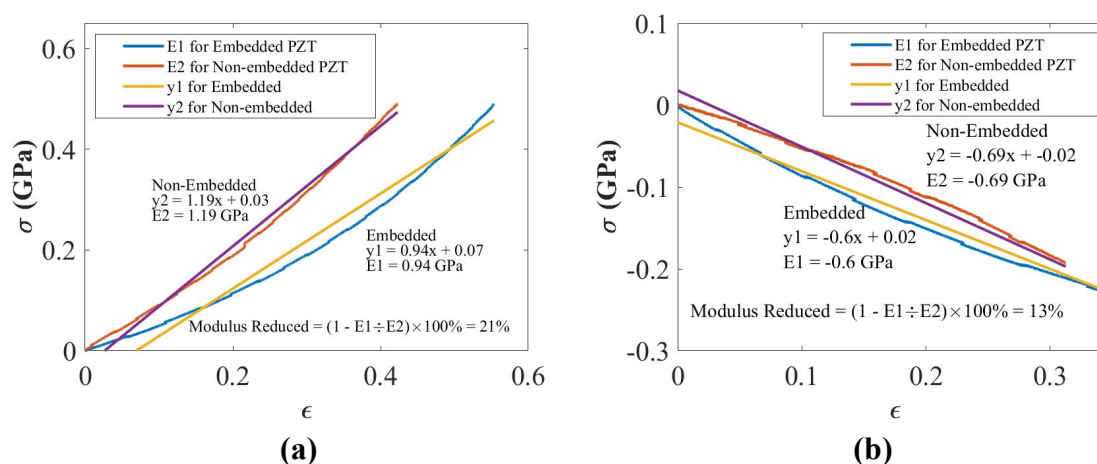 E1 for Embedded PZT
E2 for Non-embedded PZT
y1 for Embedded
y2 for Non-embedded
Non-Embedded
y2 = 1.19x + 0.03
E2 = 1.19 GPa
Embedded
y1 = 0.94x + 0.07
E1 = 0.94 GPa
Modulus Reduced = (1 - E1÷E2)×100% = 21%
σ (GPa)
0.6
0.4
0.2
0
0 0.2 0.4 0.6
ϵ
(a)
E1 for Embedded PZT
E2 for Non-embedded PZT
y1 for Embedded
y2 for Non-embedded
Non-Embedded
y2 = -0.69x + -0.02
E2 = -0.69 GPa
Embedded
y1 = -0.6x + 0.02
E1 = -0.6 GPa
Modulus Reduced = (1 - E1÷E2)×100% = 13%
σ (GPa)
0.1
0
-0.1
-0.2
-0.3
0 0.1 0.2 0.3
ϵ
(b)